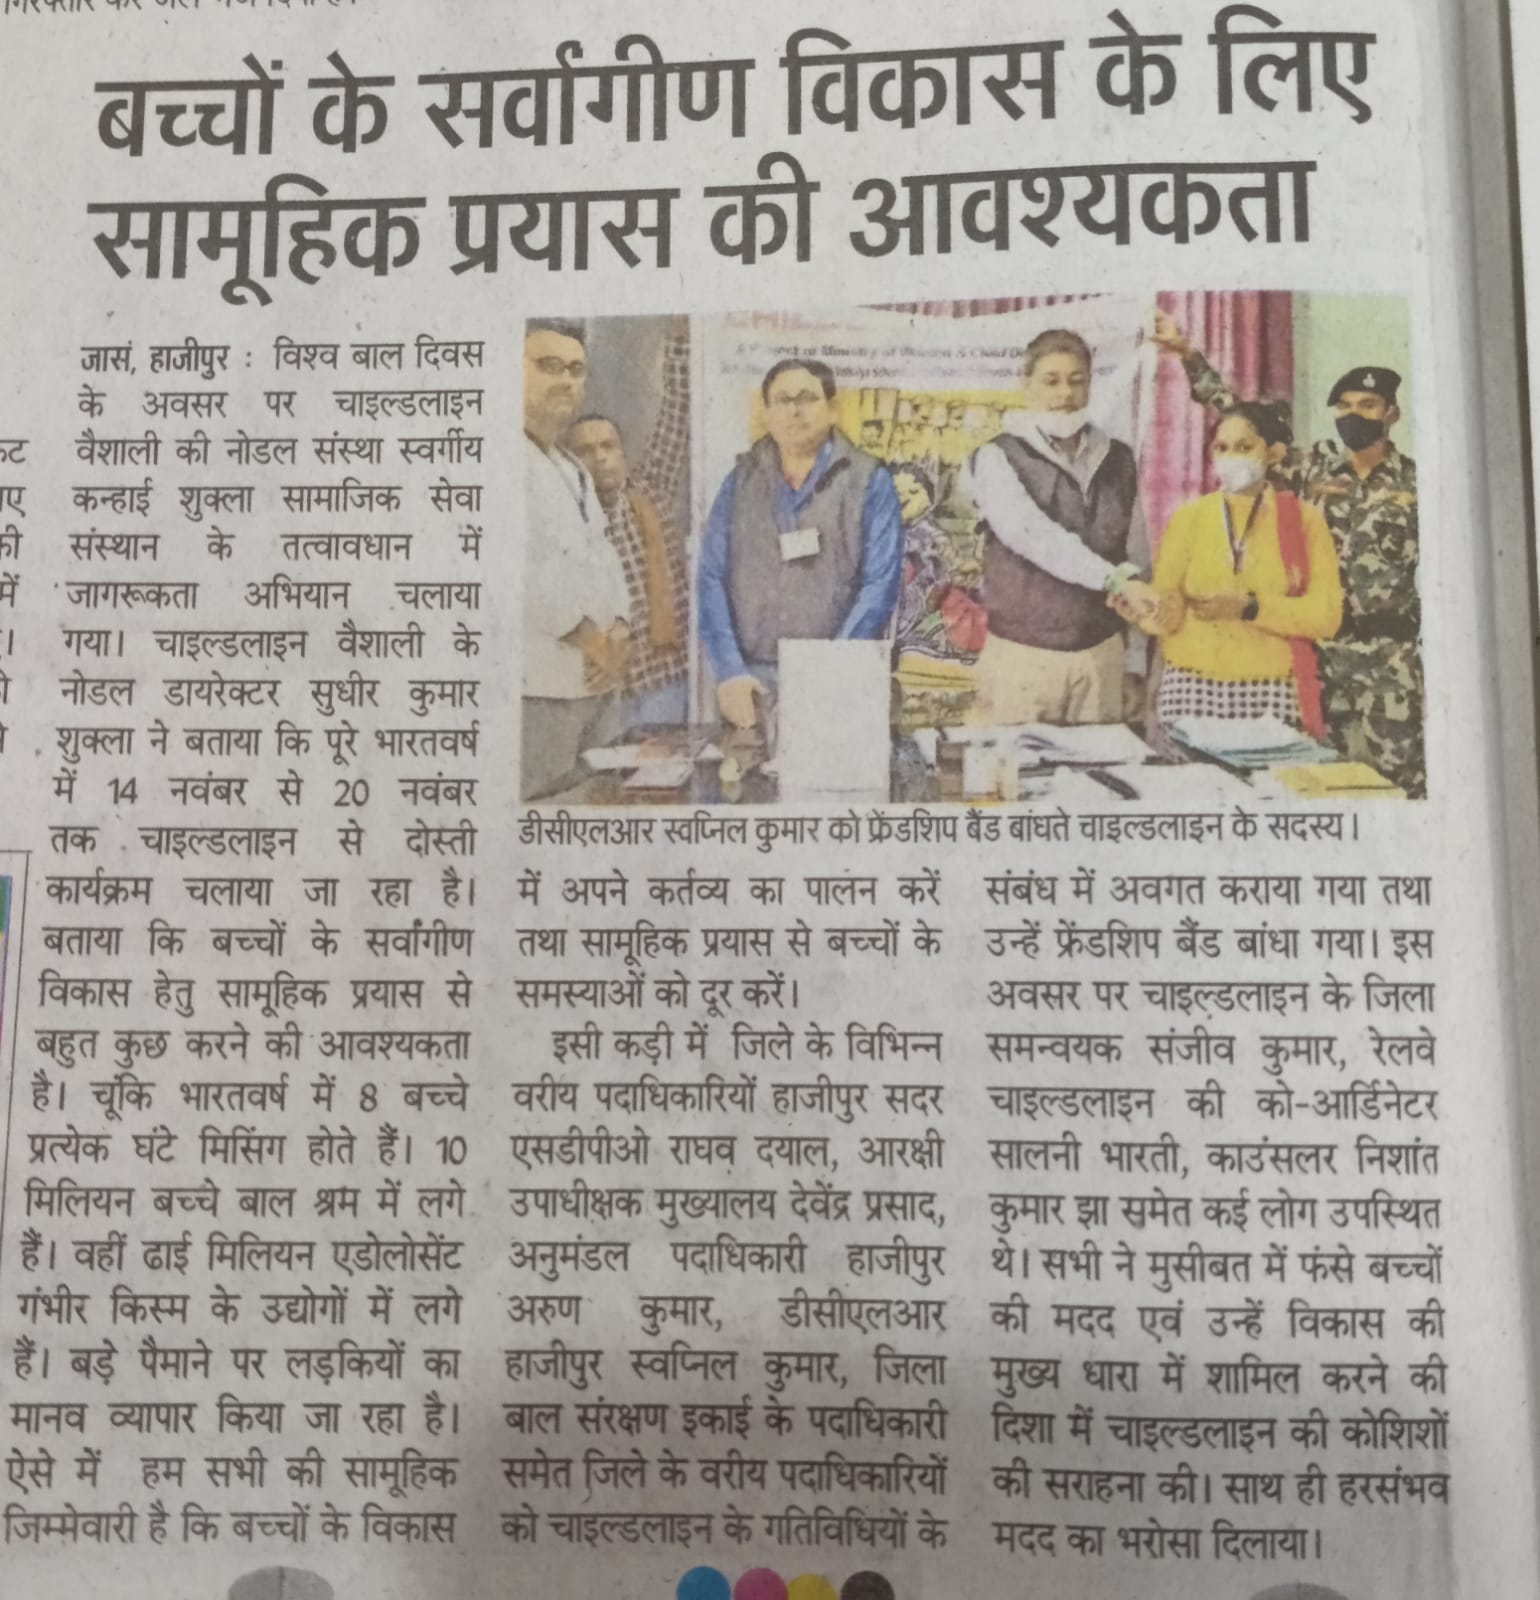 बच्चों के सर्वांगीण विकास के लिए
सामूहिक प्रयास की आवश्यकता
जासं, हाजीपुर : विश्व बाल दिवस
के अवसर पर चाइल्डलाइन
वैशाली की नोडल संस्था स्वर्गीय
कन्हाई शुक्ला सामाजिक सेवा
संस्थान के तत्वावधान में
जागरूकता अभियान चलाया
गया। चाइल्डलाइन वैशाली के
नोडल डायरेक्टर सुधीर कुमार
शुक्ला ने बताया कि पूरे भारतवर्ष
में 14 नवंबर से 20 नवंबर
तक चाइल्डलाइन से दोस्ती
कार्यक्रम चलाया जा रहा है।
बताया कि बच्चों के सर्वांगीण
विकास हेतु सामूहिक प्रयास से
बहुत कुछ करने की आवश्यकता
है। चूंकि भारतवर्ष में 8 बच्चे
प्रत्येक घंटे मिसिंग होते हैं। 10
मिलियन बच्चे बाल श्रम में लगे
हैं। वहीं ढाई मिलियन एडोलोसेंट
गंभीर किस्म के उद्योगों में लगे
हैं। बड़े पैमाने पर लड़कियों का
मानव व्यापार किया जा रहा है।
ऐसे में हम सभी की सामूहिक
जिम्मेवारी है कि बच्चों के विकास
A Project of Ministry of Women & Child
डीसीएलआर स्वप्निल कुमार को फ्रेंडशिप बैंड बांधते चाइल्डलाइन के सदस्य।
में अपने कर्तव्य का पालन करें
तथा सामूहिक प्रयास से बच्चों के
समस्याओं को दूर करें।
इसी कड़ी में जिले के विभिन्न
वरीय पदाधिकारियों हाजीपुर सदर
एसडीपीओ राघव दयाल, आरक्षी
उपाधीक्षक मुख्यालय देवेंद्र प्रसाद,
अनुमंडल पदाधिकारी हाजीपुर
अरुण कुमार, डीसीएलआर
हाजीपुर स्वप्निल कुमार, जिला
बाल संरक्षण इकाई के पदाधिकारी
समेत जिले के वरीय पदाधिकारियों
को चाइल्डलाइन के गतिविधियों के
संबंध में अवगत कराया गया तथा
उन्हें फ्रेंडशिप बैंड बांधा गया। इस
अवसर पर चाइल्डलाइन के जिला
समन्वयक संजीव कुमार, रेलवे
चाइल्डलाइन की को-आर्डिनेटर
सालनी भारती, काउंसलर निशांत
कुमार झा समेत कई लोग उपस्थित
थे। सभी ने मुसीबत में फंसे बच्चों
की मदद एवं उन्हें विकास की
मुख्य धारा में शामिल करने की
दिशा में चाइल्डलाइन की कोशिशों
की सराहना की। साथ ही हरसंभव
मदद का भरोसा दिलाया।